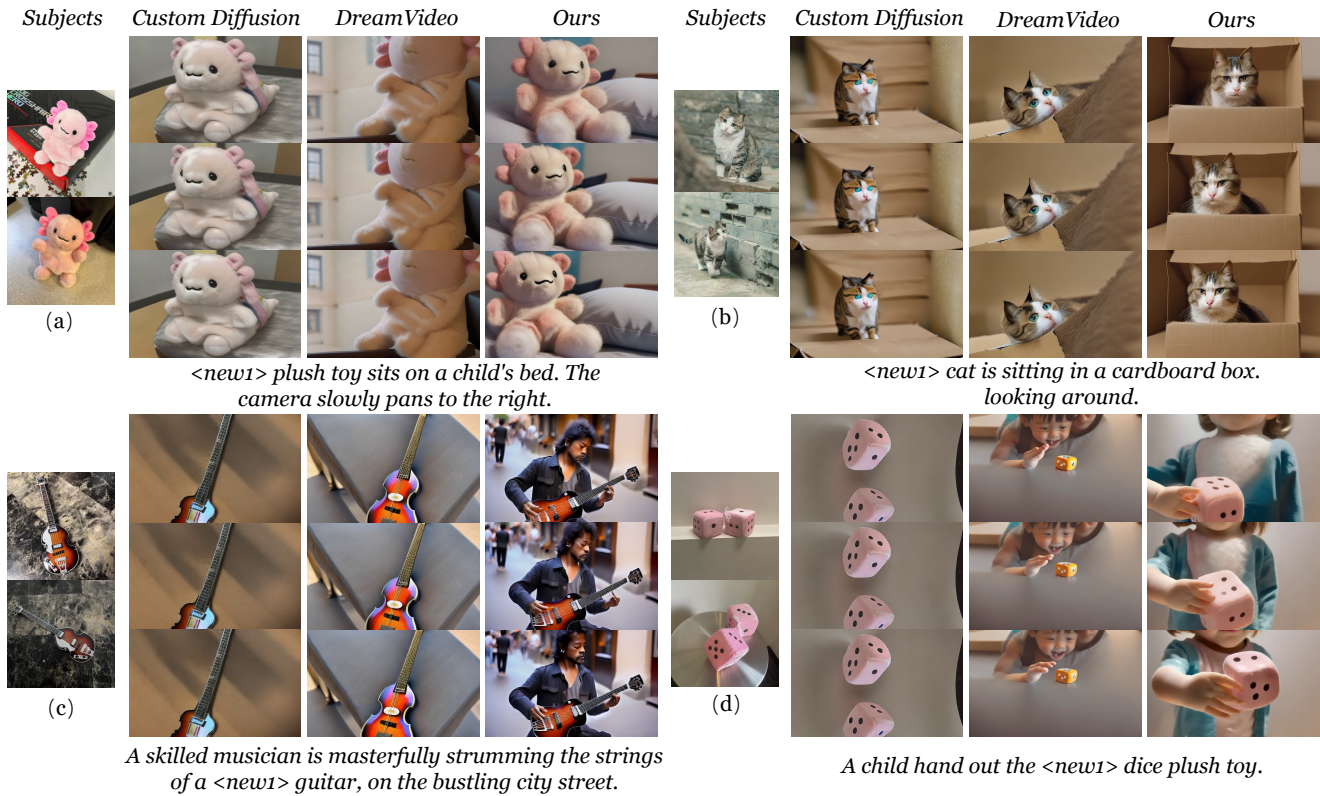 Subjects
Custom Diffusion
DreamVideo
Ours
Subjects
Custom Diffusion
DreamVideo
Ours
(a)
<new1> plush toy sits on a child's bed. The
camera slowly pans to the right.
(b)
<new1> cat is sitting in a cardboard box.
looking around.
(c)
A skilled musician is masterfully strumming the strings
of a <new1> guitar, on the bustling city street.
(d)
A child hand out the <new1> dice plush toy.